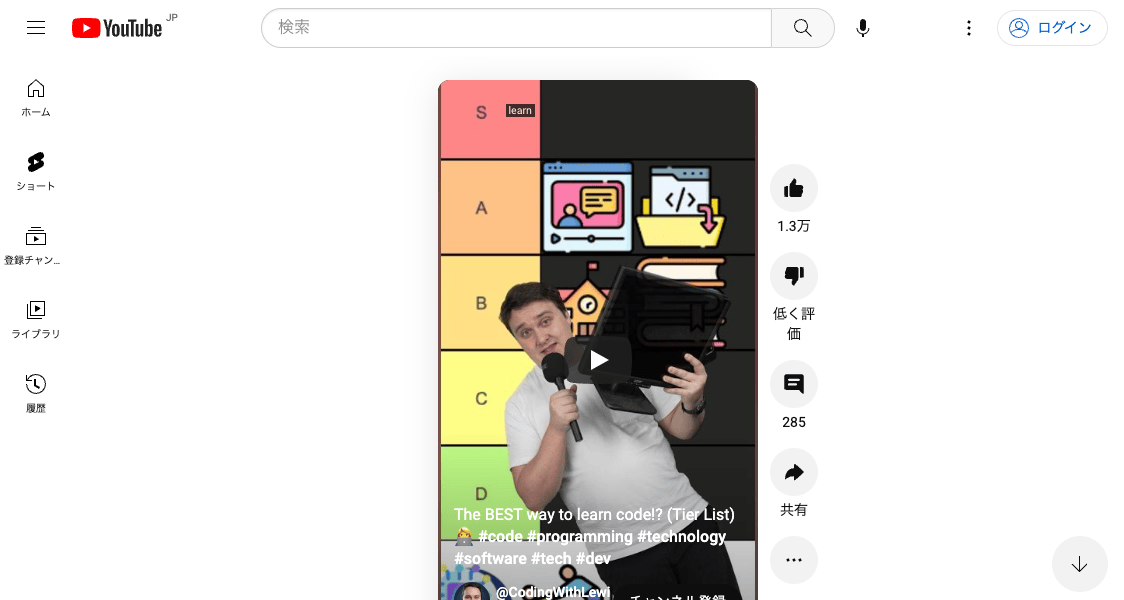 YouTube JP
検索
ログイン
ホーム
ショート
登録チャン...
ライブラリ
履歴
S
learn
A
B
C
D
The BEST way to learn code!? (Tier List)
#code #programming #technology
#software #tech #dev
@CodingWithLewi
チャンネル登録
1.3万
低く評
価
285
共有